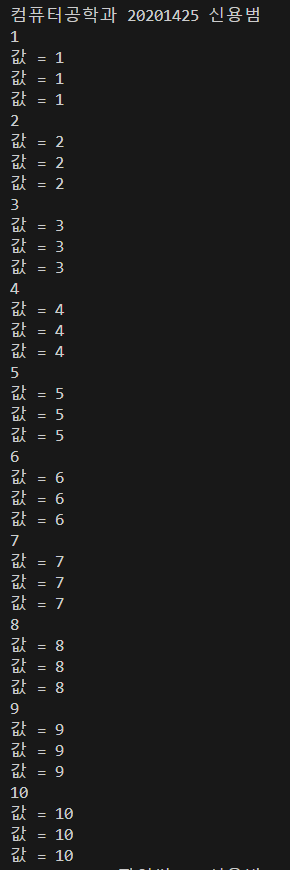 컴퓨터공학과 20201425 신용범
1
값 = 1
값 = 1
값 = 1
2
값 = 2
값 = 2
값 = 2
3
값 = 3
값 = 3
값 = 3
4
값 = 4
값 = 4
값 = 4
5
값 = 5
값 = 5
값 = 5
6
값 = 6
값 = 6
값 = 6
7
값 = 7
값 = 7
값 = 7
8
값 = 8
값 = 8
값 = 8
9
값 = 9
값 = 9
값 = 9
10
값 = 10
값 = 10
값 = 10